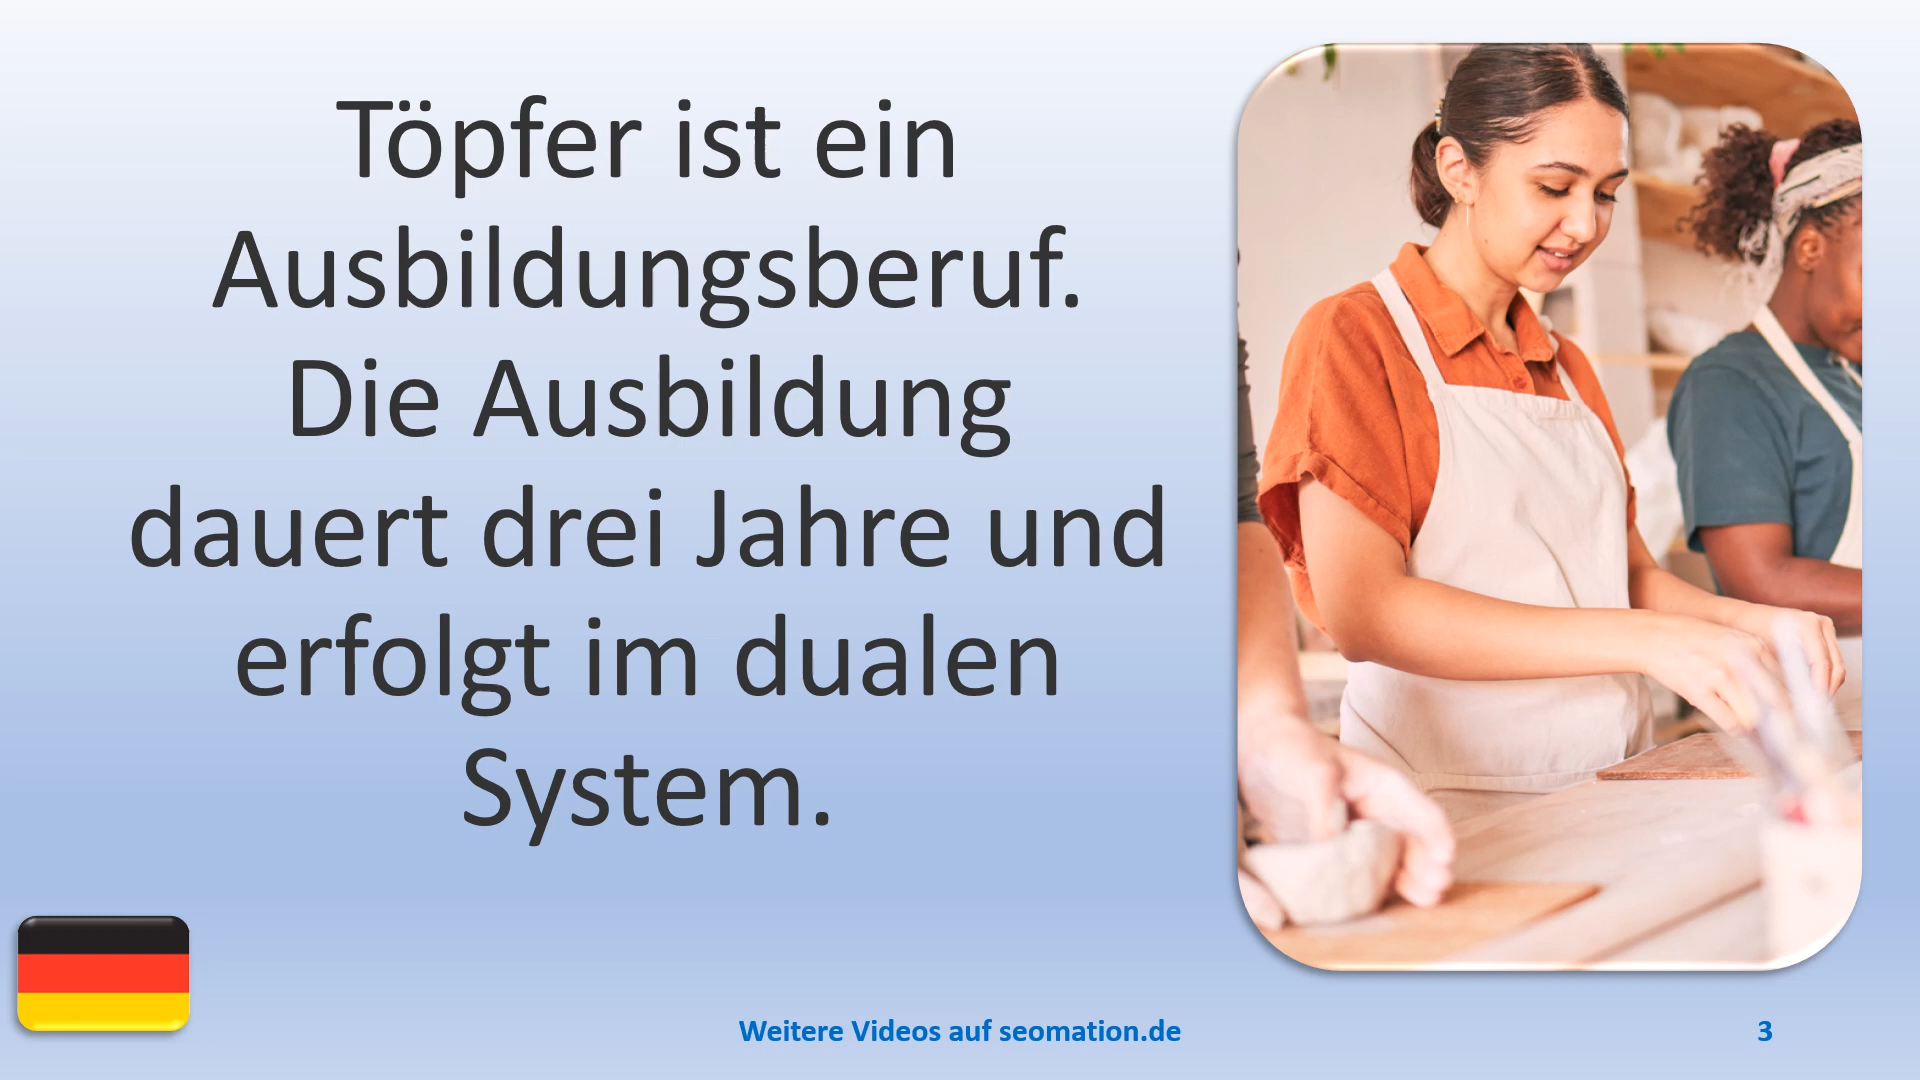 Töpfer ist ein
Ausbildungsberuf.
Die Ausbildung
dauert drei Jahre und
erfolgt im dualen
System.
Weitere Videos auf seomation.de
3